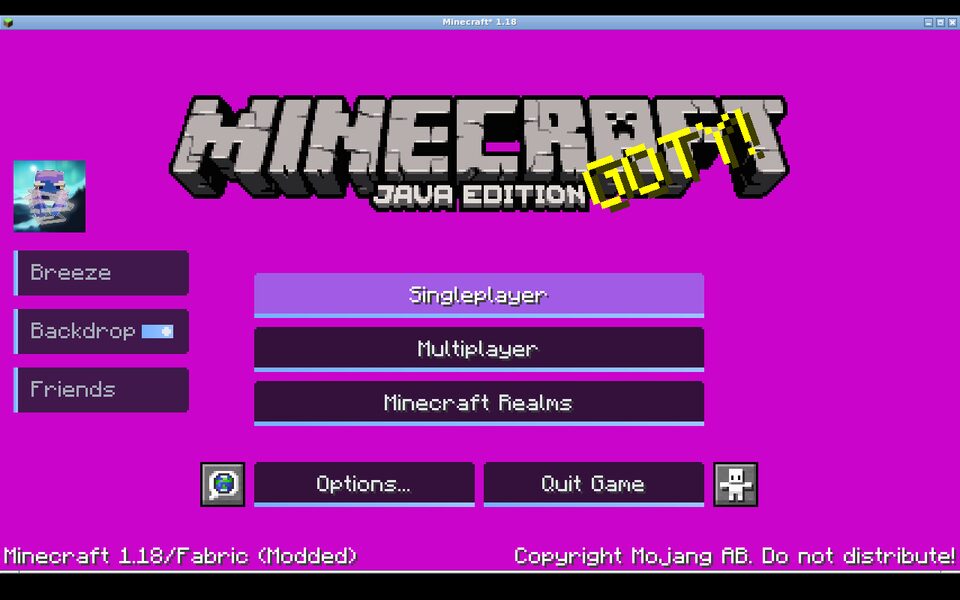 Minecraft* 1.18
MINECRAFT
JAVA EDITION
GOTY!
Breeze
Backdrop
Friends
Singleplayer
Multiplayer
Minecraft Realms
Options...
Quit Game
Minecraft 1.18/Fabric (Modded)
Copyright Mojang AB. Do not distribute!